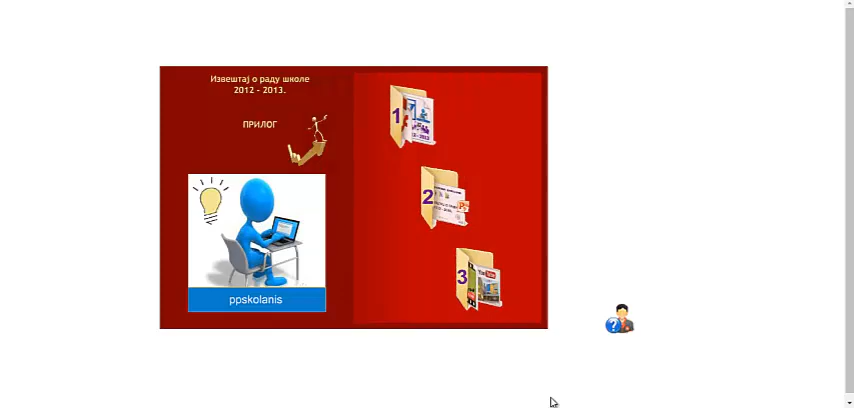 Извештај о раду школе
2012 - 2013.
ПРИЛОГ
1
2
3
ppskolanis
?